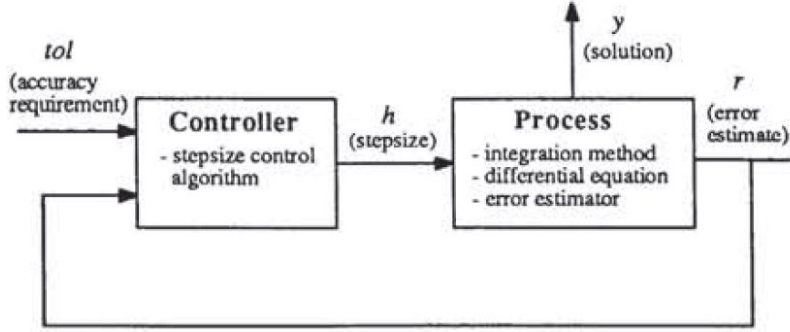 tol
(accuracy
requirement)
Controller
- stepsize control
algorithm
h
(stepsize)
y
(solution)
Process
- integration method
- differential equation
- error estimator
r
(error
estimate)